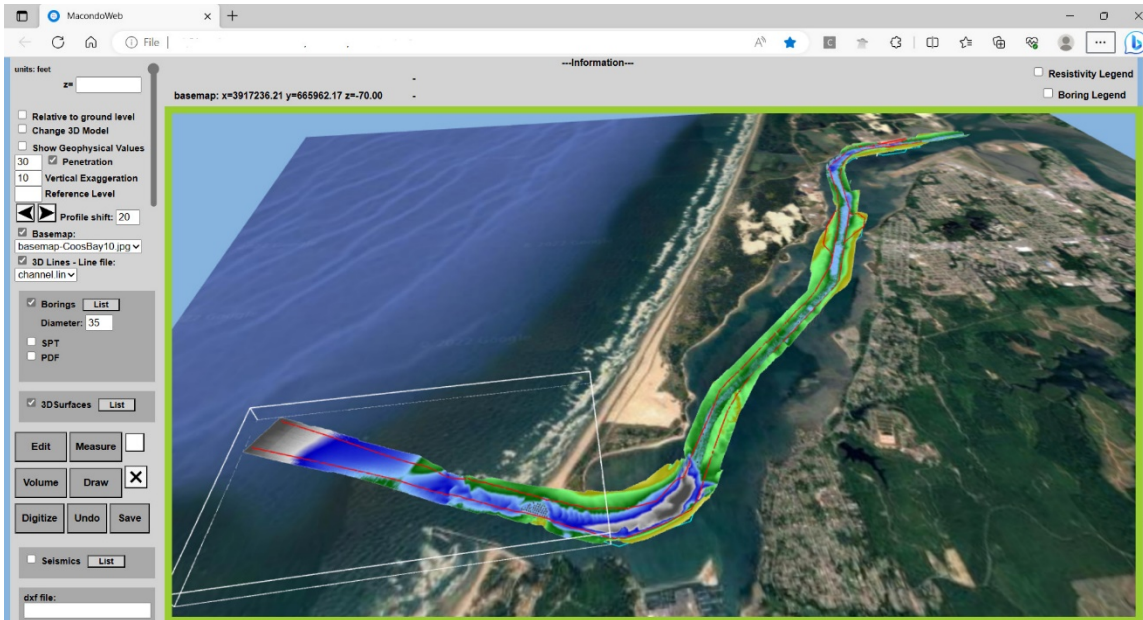 MacondoWeb
File
units: feet
z=
---Information---
-
basemap: x=3917236.21 y=665962.17 z=-70.00 -
Resistivity Legend
Boring Legend
Relative to ground level
Change 3D Model
Show Geophysical Values
30 Penetration
10 Vertical Exaggeration
Reference Level
Profile shift: 20
Basemap:
basemap-CoosBay10.jpg
3D Lines - Line file:
channel.lin
Borings List
Diameter: 35
SPT
PDF
3DSurfaces List
Edit Measure
Volume Draw
Digitize Undo Save
Seismics List
dxf file: